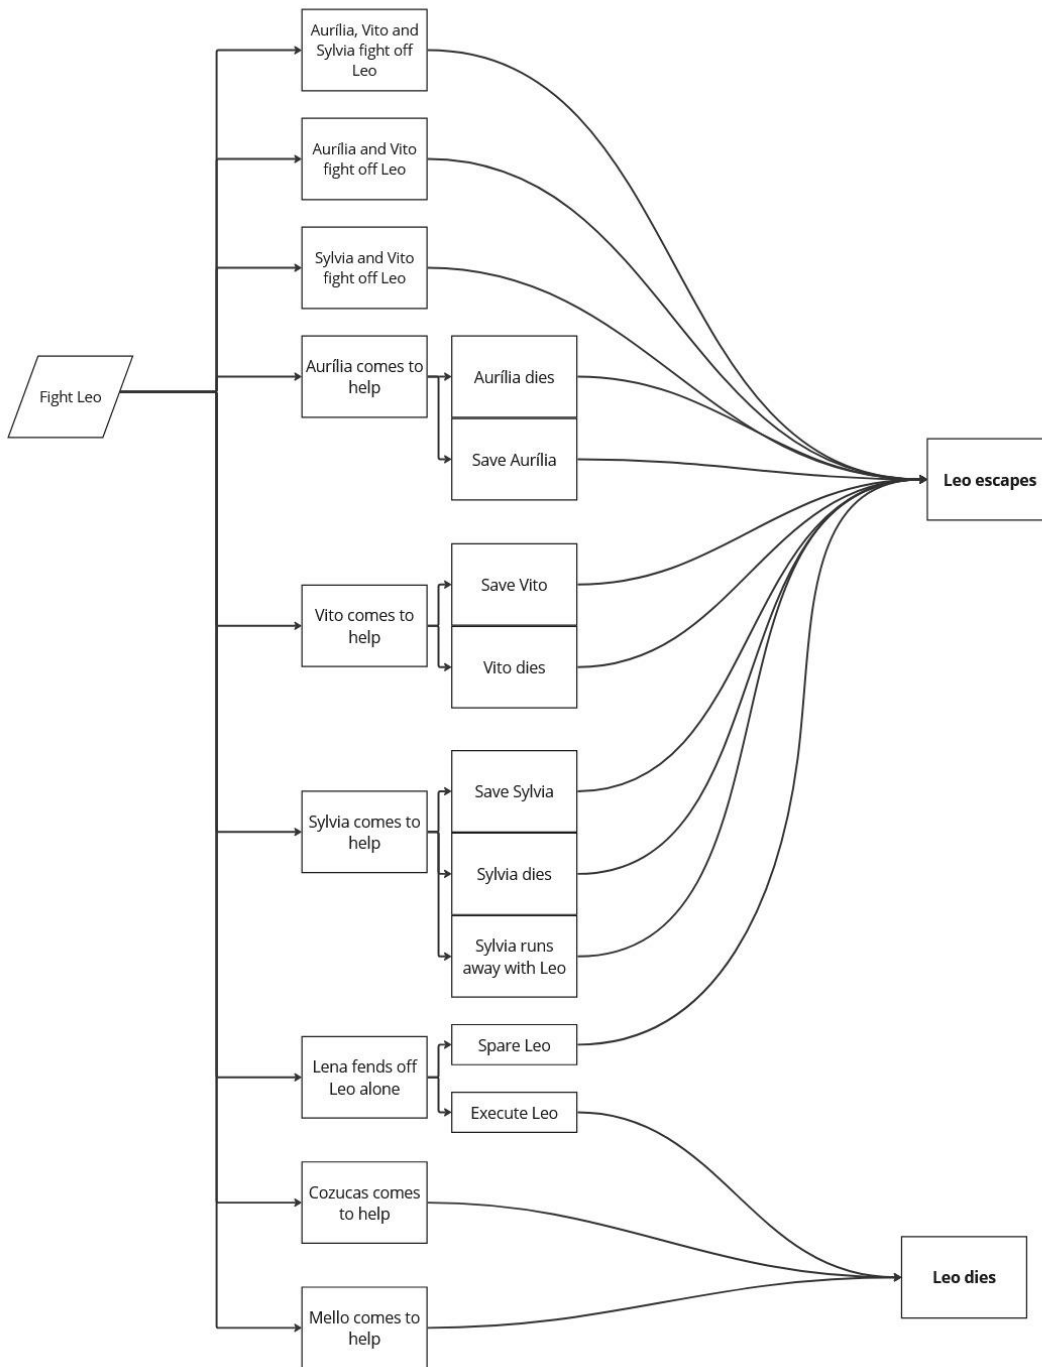 Aurília, Vito and
Sylvia fight off
Leo
Aurília and Vito
fight off Leo
Sylvia and Vito
fight off Leo
Fight Leo
Aurília comes to
help
Aurília dies
Save Aurília
Leo escapes
Vito comes to
help
Save Vito
Vito dies
Sylvia comes to
help
Save Sylvia
Sylvia dies
Sylvia runs
away with Leo
Lena fends off
Leo alone
Spare Leo
Execute Leo
Cozucas comes
to help
Leo dies
Mello comes to
help